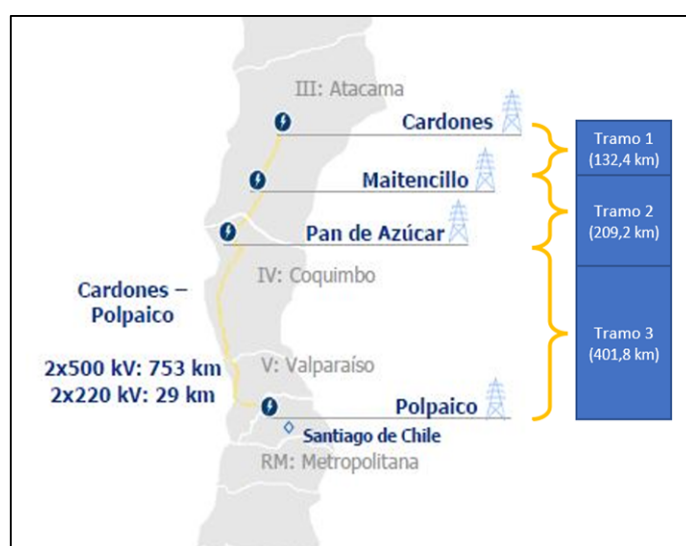 III: Atacama
Cardones
Tramo 1
(132,4 km)
Maitencillo
Tramo 2
(209,2 km)
Pan de Azúcar
IV: Coquimbo
Cardones –
Polpaico
2x500 kV: 753 km
2x220 kV: 29 km
Tramo 3
(401,8 km)
V: Valparaíso
Polpaico
Santiago de Chile
RM: Metropolitana